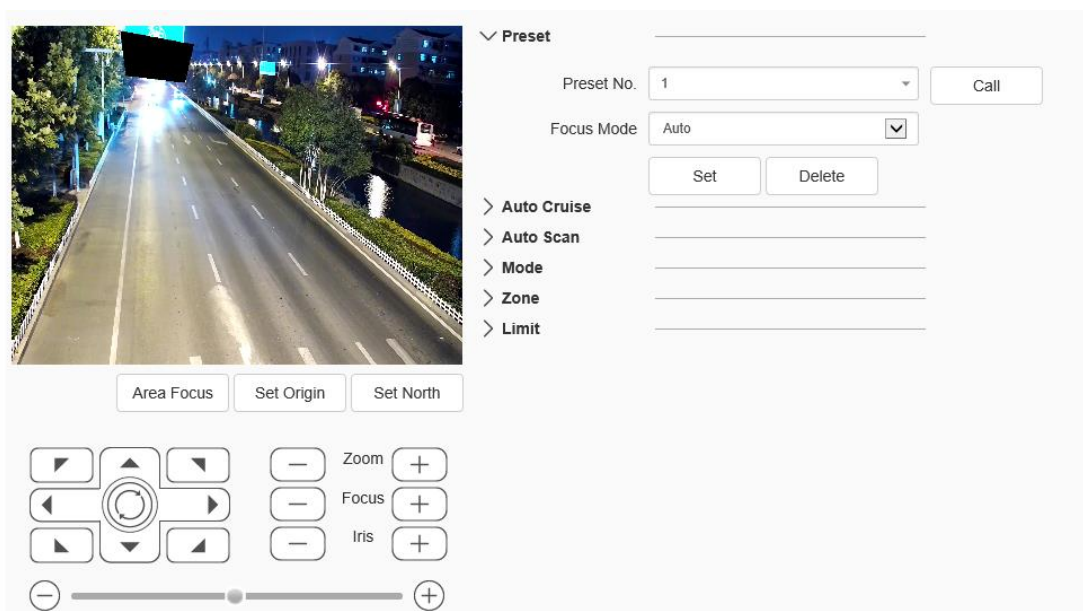 Preset
Preset No. 1 Call
Focus Mode Auto
Set Delete
Auto Cruise
Auto Scan
Mode
Zone
Limit
Area Focus Set Origin Set North
Zoom
Focus
Iris